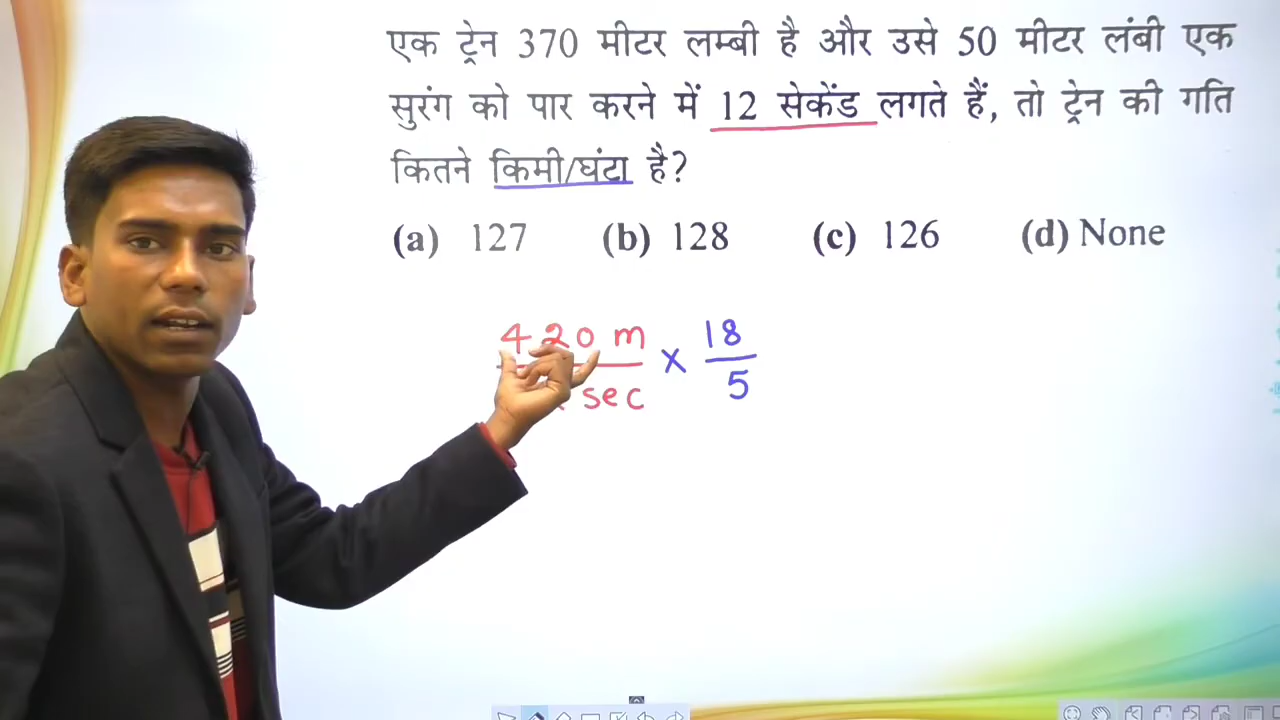 एक ट्रेन 370 मीटर लम्बी है और उसे 50 मीटर लंबी एक
सुरंग को पार करने में 12 सेकेंड लगते हैं, तो ट्रेन की गति
कितने किमी/घंटा है?
(a) 127 (b) 128 (c) 126 (d) None
420 m × 18
sec 5